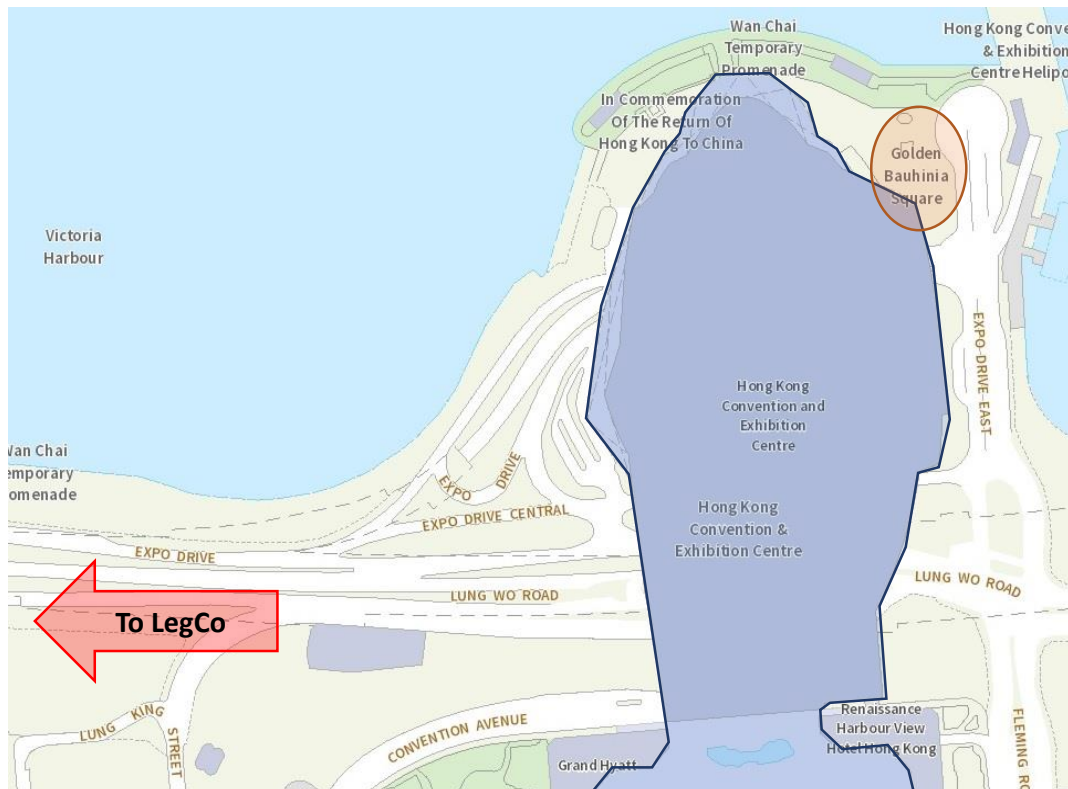 Wan Chai
Temporary
Promenade
Hong Kong Conve
& Exhibition
Centre Helipo
In Commemoration
Of The Return Of
Hong Kong To China
Golden
Bauhinia
Square
Victoria
Harbour
EXPO DRIVE EAST
Hong Kong
Convention and
Exhibition
Centre
Wan Chai
emporary
omenade
EXPO DRIVE
EXPO DRIVE CENTRAL
Hong Kong
Convention &
Exhibition Centre
EXPO DRIVE
LUNG WO ROAD
LUNG WO ROAD
To LegCo
LUNG KING STREET
CONVENTION AVENUE
Renaissance
Harbour View
Hotel Hong Kong
FLEMING RO
Grand Hyatt